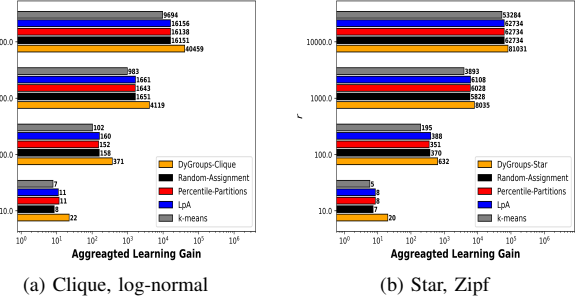 9694
16156
16138
16151
40459
983
1661
1643
1651
4119
102
160
152
158
371
7
11
11
8
22
DyGroups-Clique
Random-Assignment
Percentile-Partitions
LpA
k-means
10⁰ 10¹ 10² 10³ 10⁴ 10⁵ 10⁶
Aggreagted Learning Gain
(a) Clique, log-normal
r
10000.0
1000.0
100.0
10.0
53284
62734
62734
62734
81031
3893
6108
6028
5828
8035
195
388
351
370
632
5
8
8
7
20
DyGroups-Star
Random-Assignment
Percentile-Partitions
LpA
k-means
10⁰ 10¹ 10² 10³ 10⁴ 10⁵ 10⁶
Aggreagted Learning Gain
(b) Star, Zipf